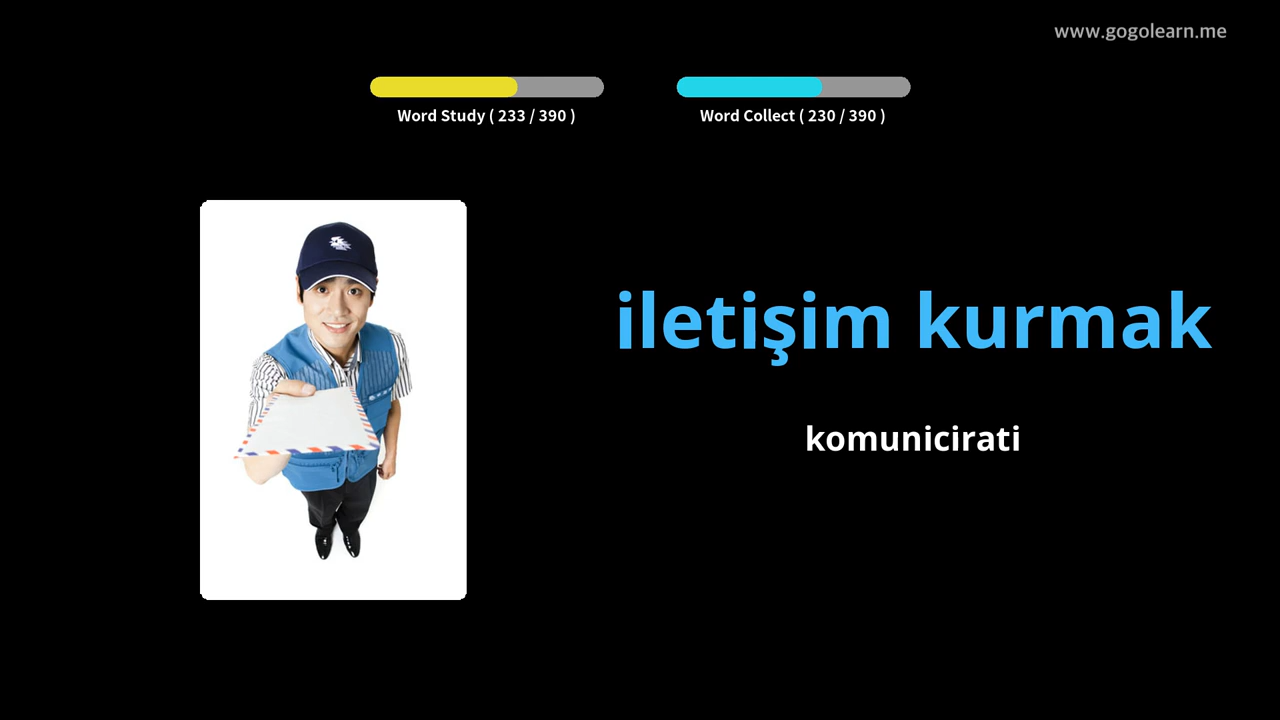 www.gogolearn.me
Word Study ( 233 / 390 )
Word Collect ( 230 / 390 )
iletişim kurmak
komunicirati